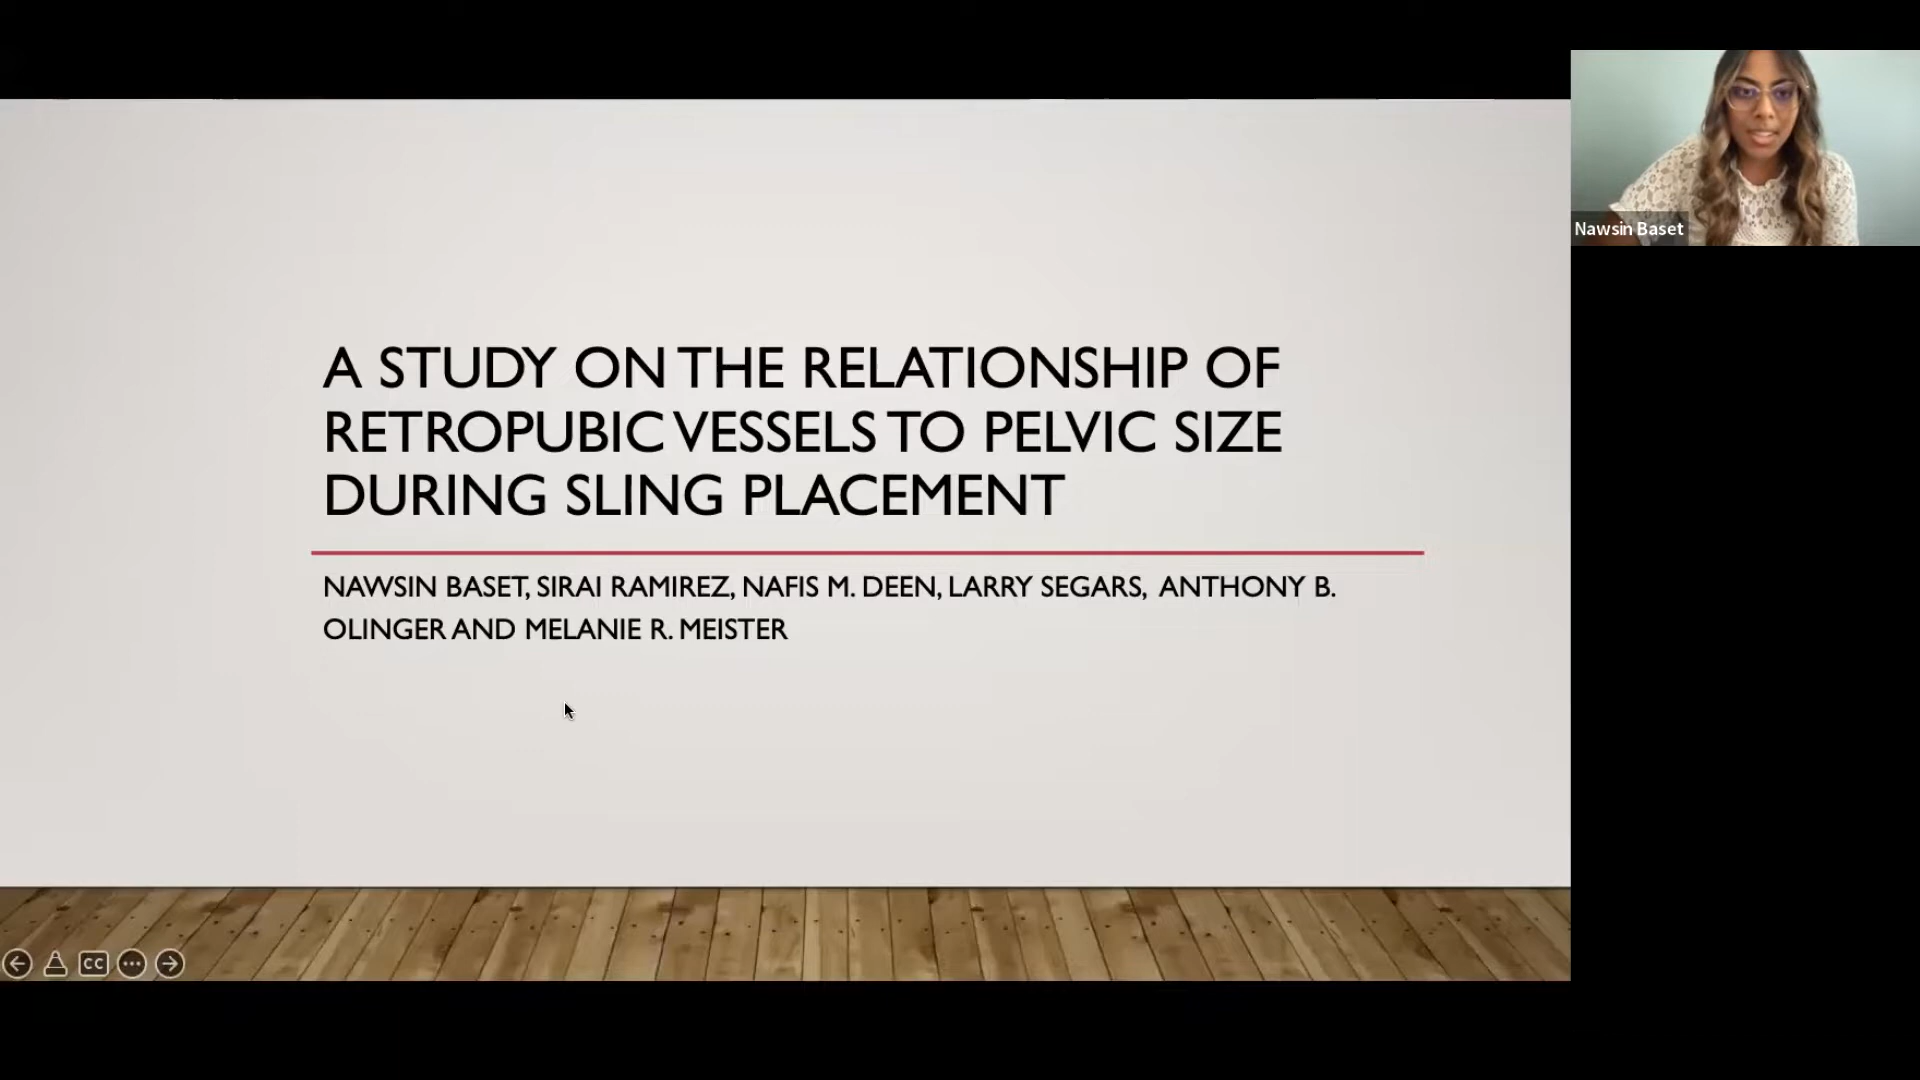 A STUDY ON THE RELATIONSHIP OF
RETROPUBIC VESSELS TO PELVIC SIZE
DURING SLING PLACEMENT
NAWSIN BASET, SIRAI RAMIREZ, NAFIS M. DEEN, LARRY SEGARS, ANTHONY B.
OLINGER AND MELANIE R. MEISTER
Nawsin Baset
CC